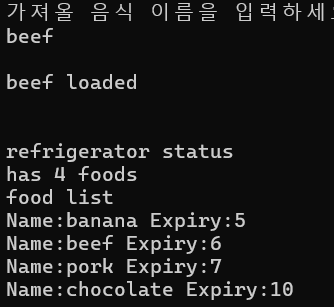 가져올 음식 이름을 입력하세
beef
beef loaded
refrigerator status
has 4 foods
food list
Name:banana Expiry:5
Name:beef Expiry:6
Name:pork Expiry:7
Name:chocolate Expiry:10